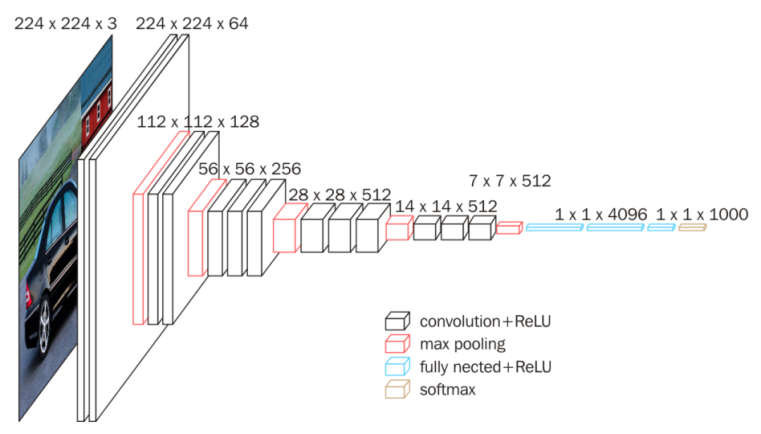 224 x 224 x 3
224 x 224 x 64
112 x 112 x 128
56 x 56 x 256
28 x 28 x 512
14 x 14 x 512
7 x 7 x 512
1 x 1 x 4096
1 x 1 x 1000
convolution+ReLU
max pooling
fully nected+ReLU
softmax